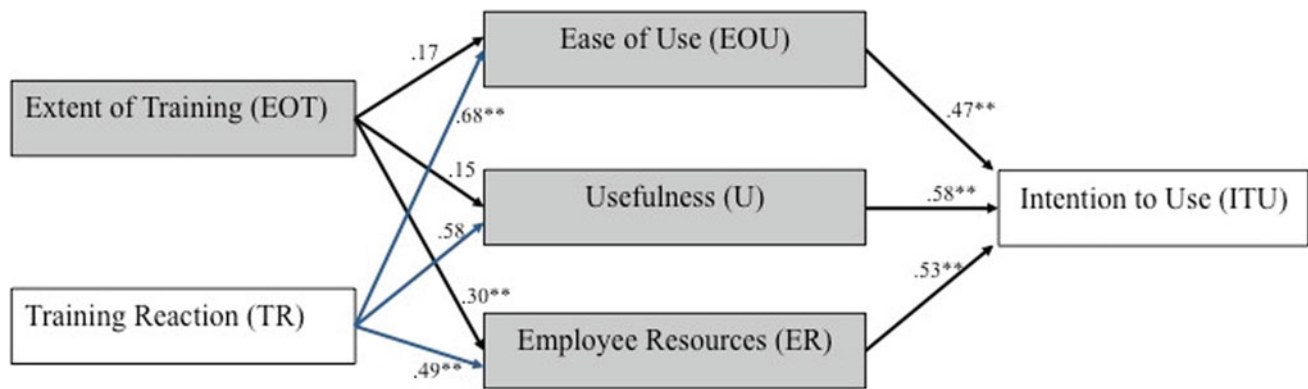 Ease of Use (EOU)
.17
Extent of Training (EOT)
.68**
.47**
.15
Usefulness (U)
.58**
Intention to Use (ITU)
.58
.53**
.30**
Training Reaction (TR)
Employee Resources (ER)
.49**